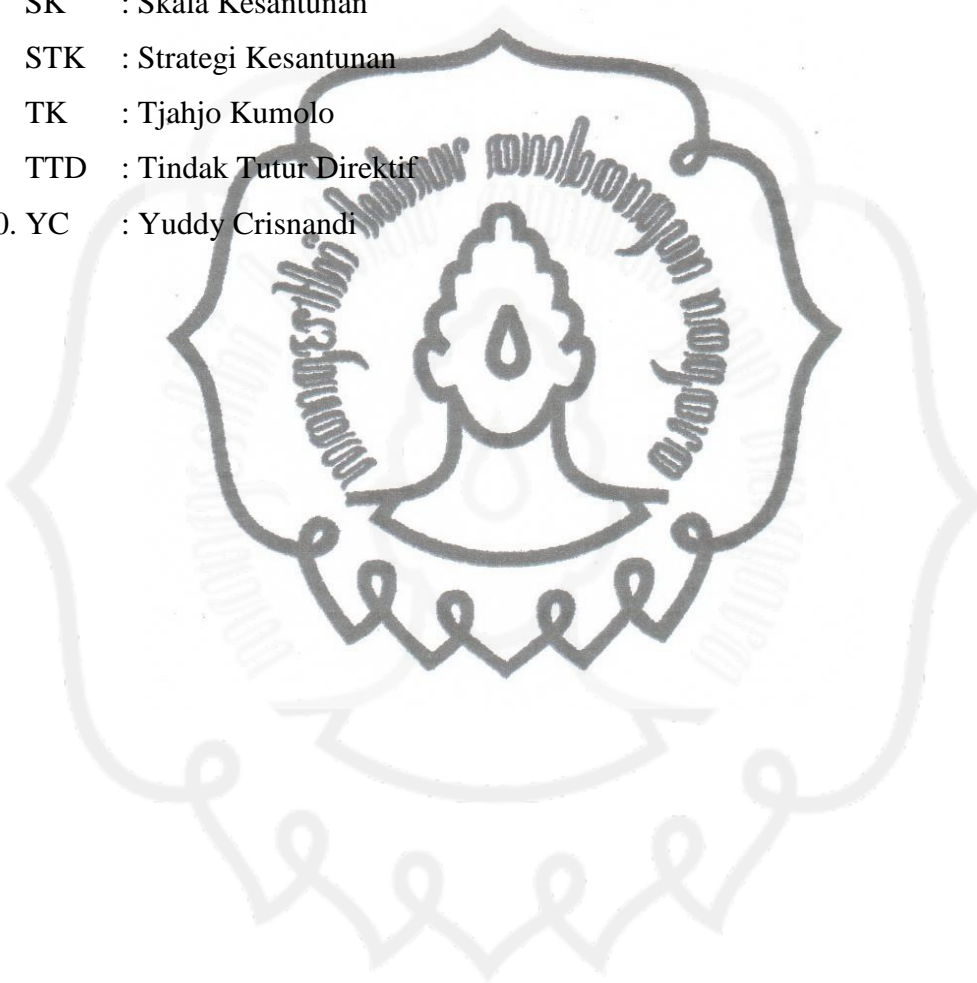 SK : Skala Kesantunan
STK : Strategi Kesantunan
TK : Tjahjo Kumolo
TTD : Tindak Tutur Direktif
0. YC : Yuddy Crisnandi